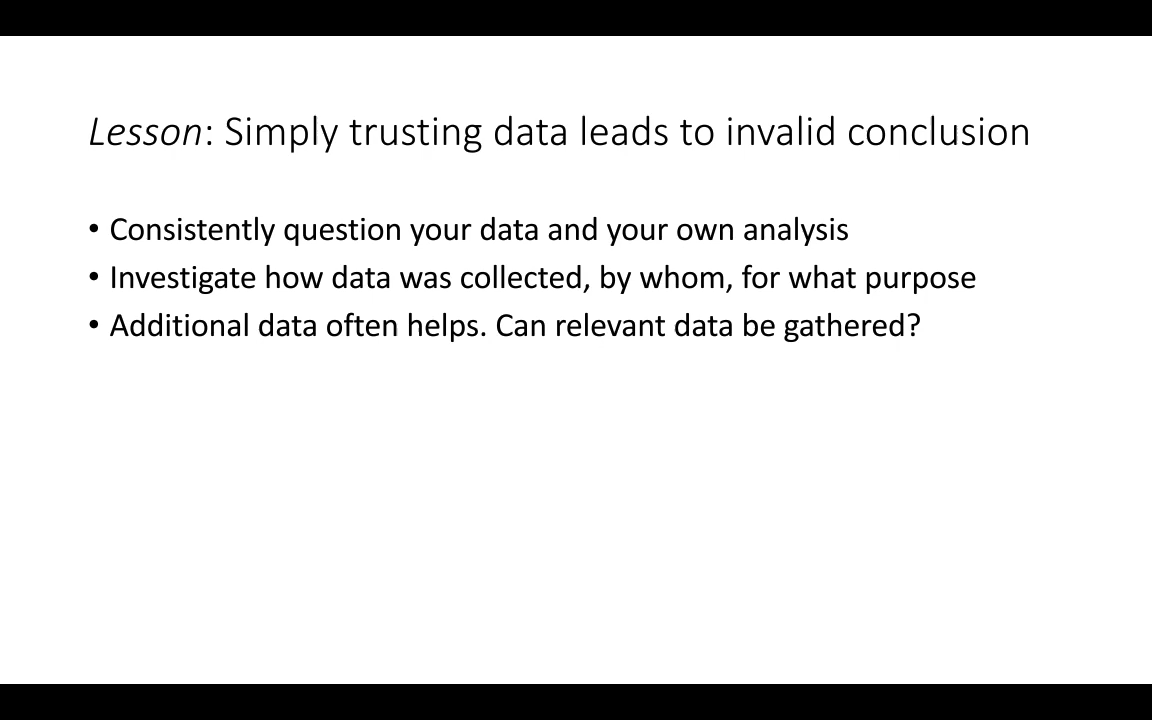 Lesson: Simply trusting data leads to invalid conclusion
• Consistently question your data and your own analysis
• Investigate how data was collected, by whom, for what purpose
• Additional data often helps. Can relevant data be gathered?